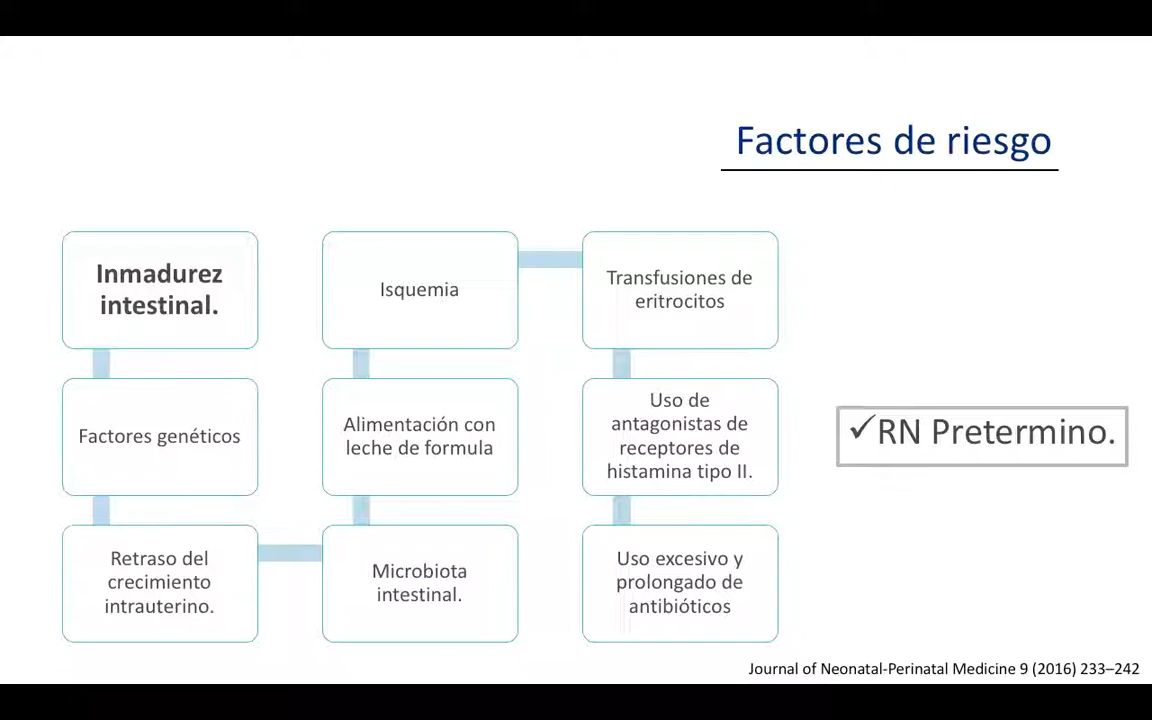 Factores de riesgo
Inmadurez
intestinal.
Factores genéticos
Retraso del
crecimiento
intrauterino.
Microbiota
intestinal.
Alimentación con
leche de formula
Isquemia
Transfusiones de
eritrocitos
Uso de
antagonistas de
receptores de
histamina tipo II.
Uso excesivo y
prolongado de
antibióticos
✓RN Pretermino.
Journal of Neonatal-Perinatal Medicine 9 (2016) 233–242